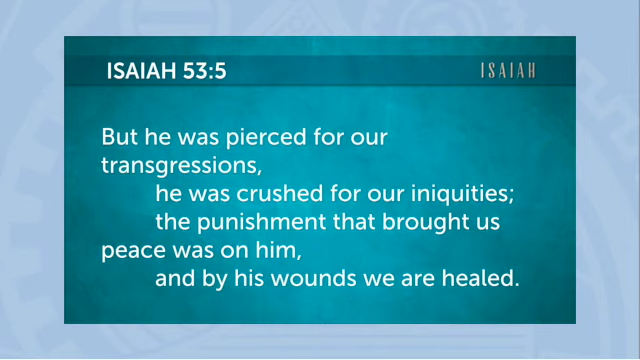 ISAIAH 53:5
ISAIAH
But he was pierced for our
transgressions,
he was crushed for our iniquities;
the punishment that brought us
peace was on him,
and by his wounds we are healed.